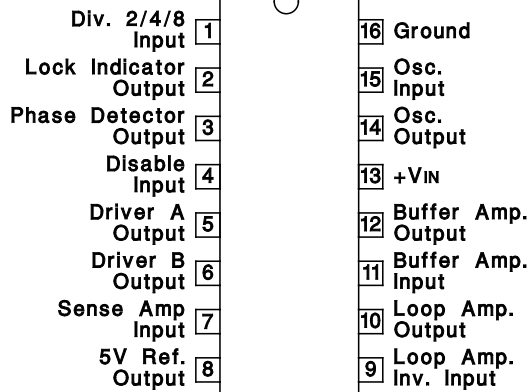 Div. 2/4/8
Input 1
Lock Indicator
Output 2
Phase Detector
Output 3
Disable
Input 4
Driver A
Output 5
Driver B
Output 6
Sense Amp
Input 7
5V Ref.
Output 8
16 Ground
15 Osc.
Input
14 Osc.
Output
13 +VIN
12 Buffer Amp.
Output
11 Buffer Amp.
Input
10 Loop Amp.
Output
9 Loop Amp.
Inv. Input